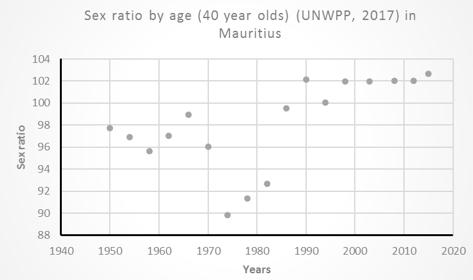 Sex ratio by age (40 year olds) (UNWPP, 2017) in
Mauritius
104
102
100
98
96
94
92
90
88
Sex ratio
1940 1950 1960 1970 1980 1990 2000 2010 2020
Years